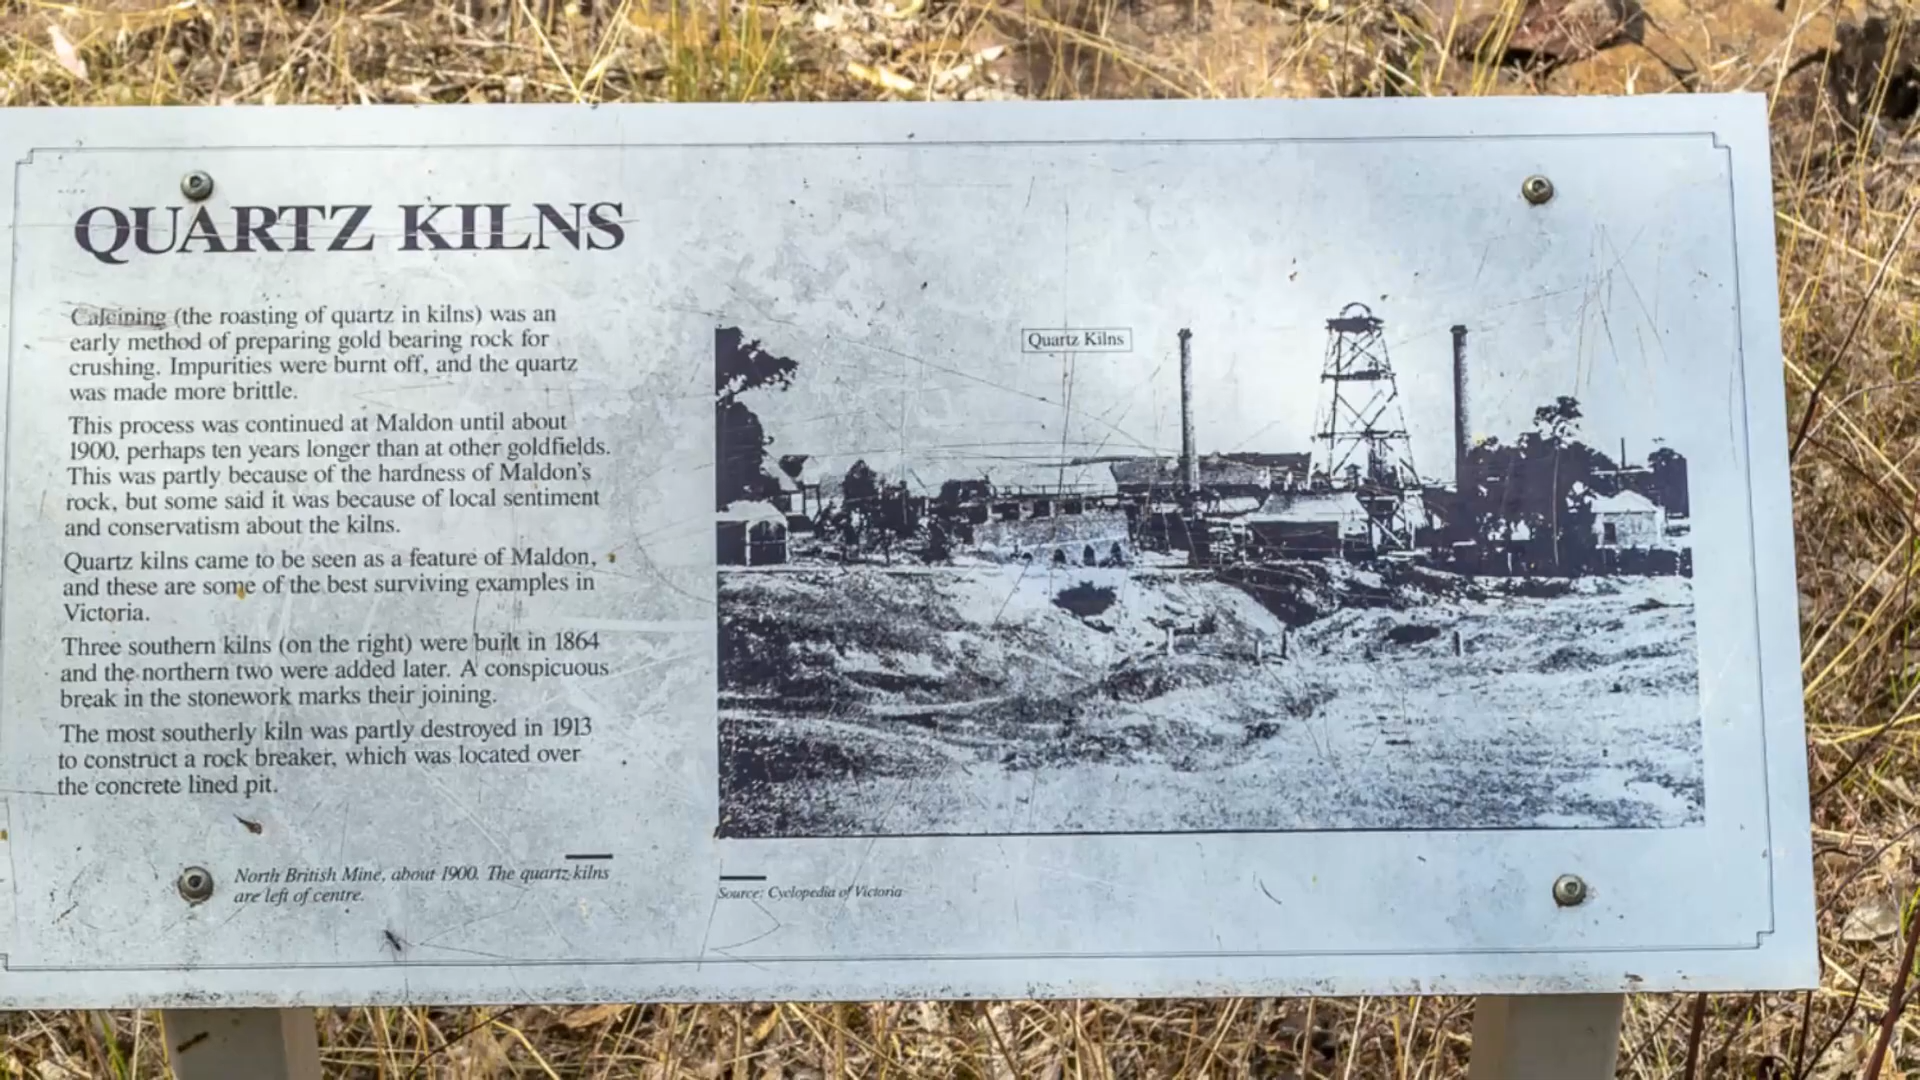 QUARTZ KILNS
Calcining (the roasting of quartz in kilns) was an
early method of preparing gold bearing rock for
crushing. Impurities were burnt off, and the quartz
was made more brittle.
This process was continued at Maldon until about
1900, perhaps ten years longer than at other goldfields.
This was partly because of the hardness of Maldon's
rock, but some said it was because of local sentiment
and conservatism about the kilns.
Quartz kilns came to be seen as a feature of Maldon,
and these are some of the best surviving examples in
Victoria.
Three southern kilns (on the right) were built in 1864
and the northern two were added later. A conspicuous
break in the stonework marks their joining.
The most southerly kiln was partly destroyed in 1913
to construct a rock breaker, which was located over
the concrete lined pit.
North British Mine, about 1900. The quartz kilns
are left of centre.
Quartz Kilns
Source: Cyclopedia of Victoria